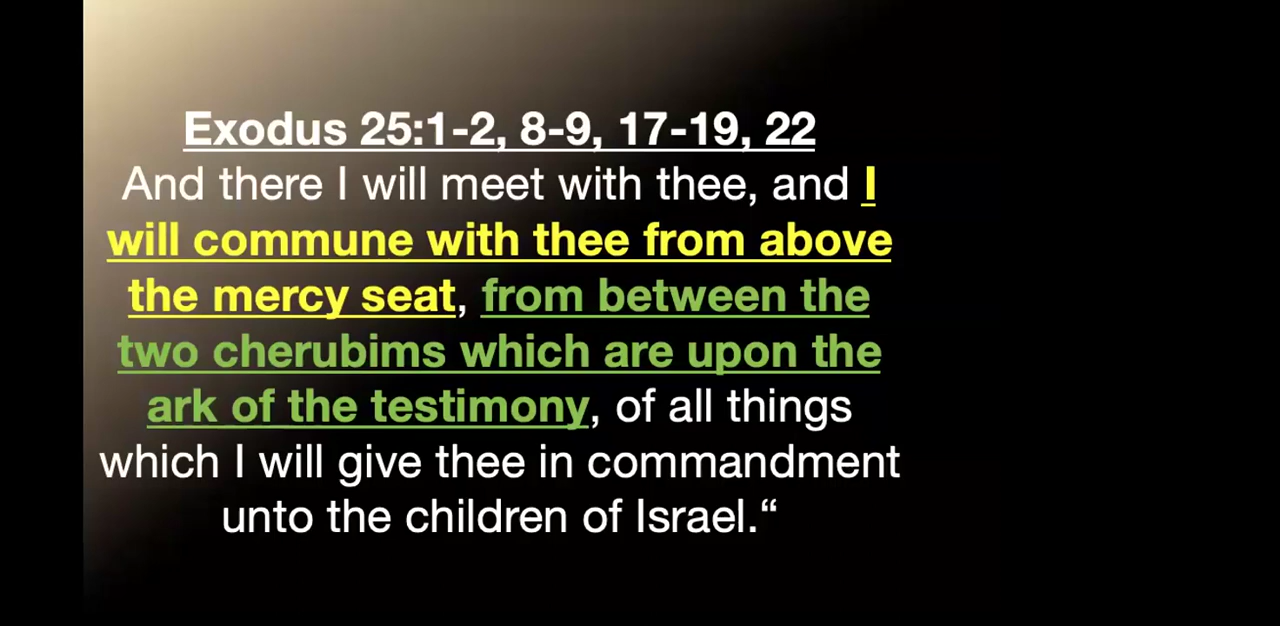 Exodus 25:1-2, 8-9, 17-19, 22
And there I will meet with thee, and I
will commune with thee from above
the mercy seat, from between the
two cherubims which are upon the
ark of the testimony, of all things
which I will give thee in commandment
unto the children of Israel.“